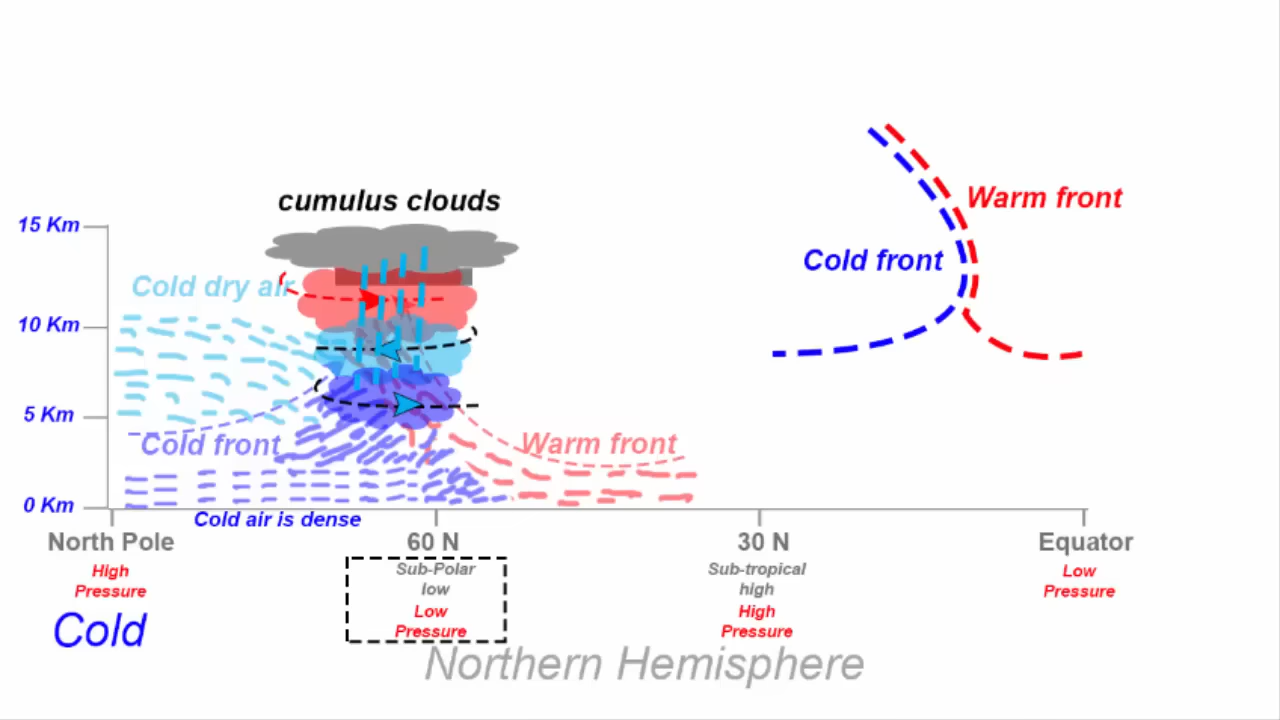 cumulus clouds
15 Km
Cold dry air
10 Km
5 Km
Cold front
Warm front
0 Km
Cold air is dense
Warm front
Cold front
North Pole
60 N
30 N
Equator
High
Pressure
Sub-Polar
low
Low
Pressure
Sub-tropical
high
High
Pressure
Low
Pressure
Cold
Northern Hemisphere